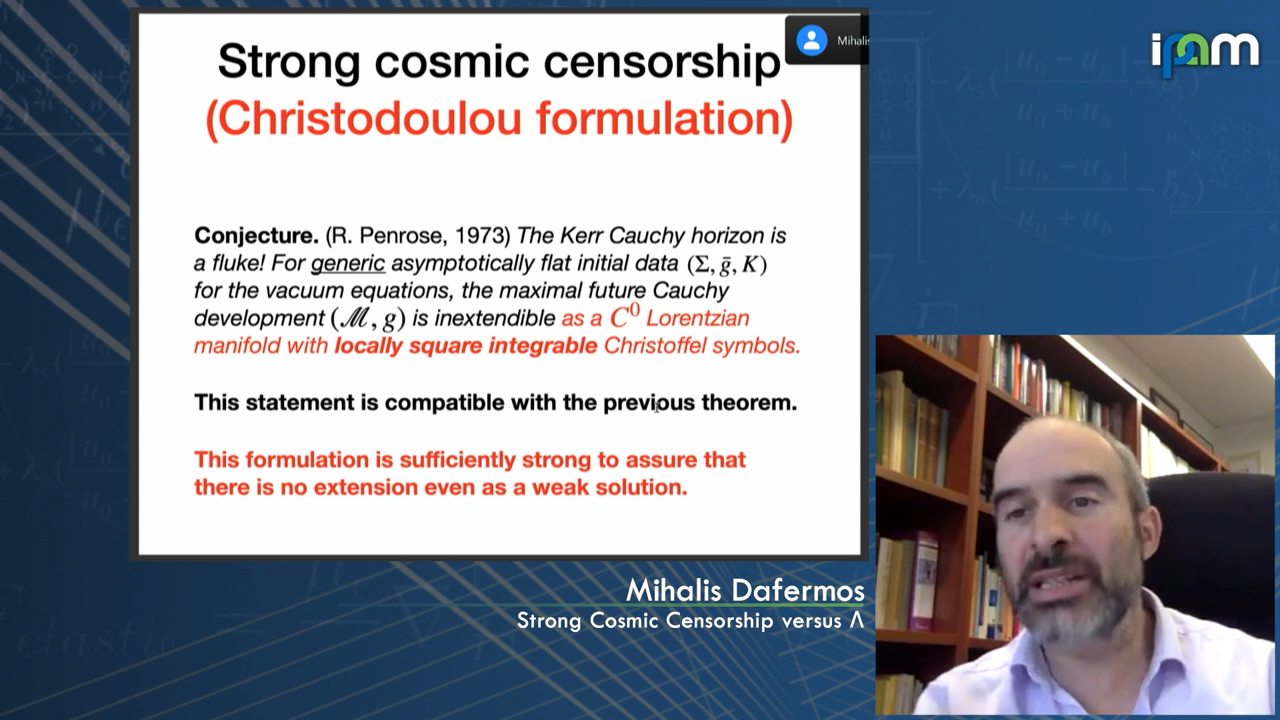 Strong cosmic censorship
(Christodoulou formulation)
Mihalis
ipam
Conjecture. (R. Penrose, 1973) The Kerr Cauchy horizon is
a fluke! For generic asymptotically flat initial data (Σ, ḡ, K)
for the vacuum equations, the maximal future Cauchy
development (ℳ, g) is inextendible as a C⁰ Lorentzian
manifold with locally square integrable Christoffel symbols.
This statement is compatible with the previous theorem.
This formulation is sufficiently strong to assure that
there is no extension even as a weak solution.
Mihalis Dafermos
Strong Cosmic Censorship versus Λ